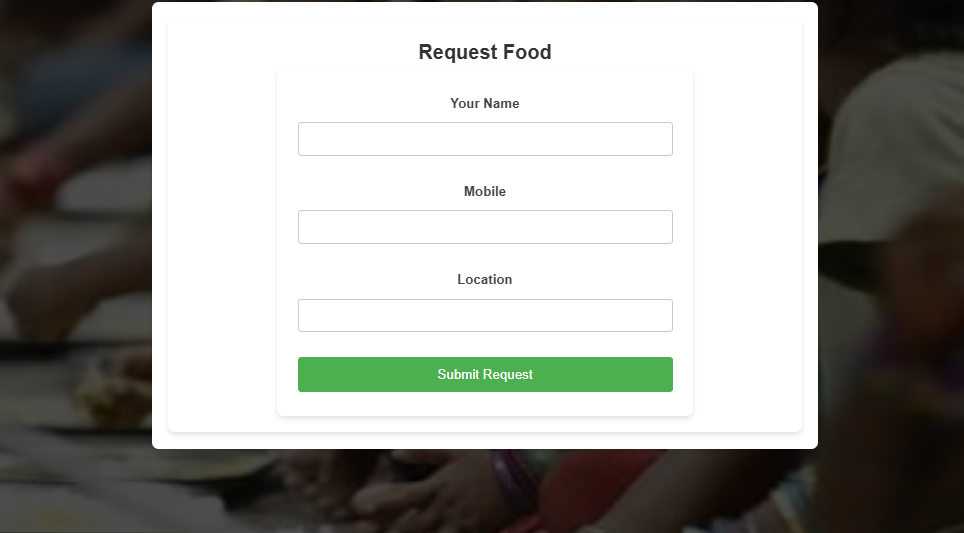 Request Food
Your Name
Mobile
Location
Submit Request